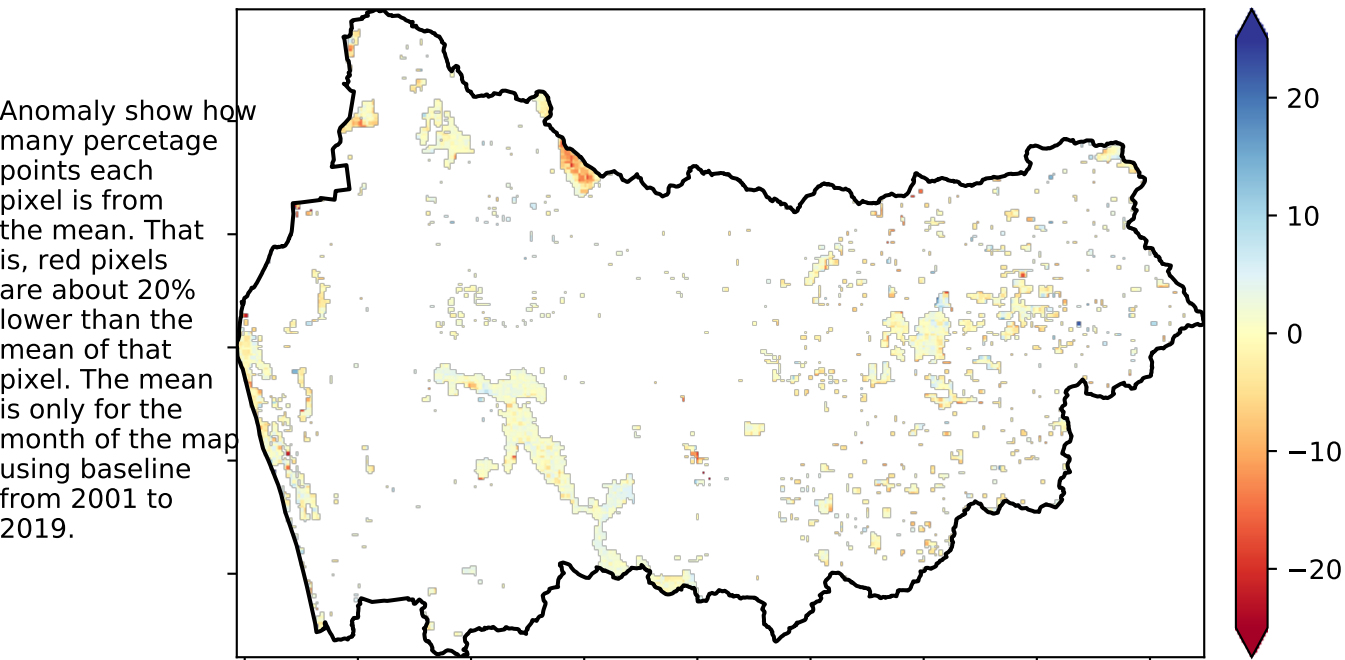 Anomaly show how
many percetage
points each
pixel is from
the mean. That
is, red pixels
are about 20%
lower than the
mean of that
pixel. The mean
is only for the
month of the map
using baseline
from 2001 to
2019.
20
10
0
−10
−20